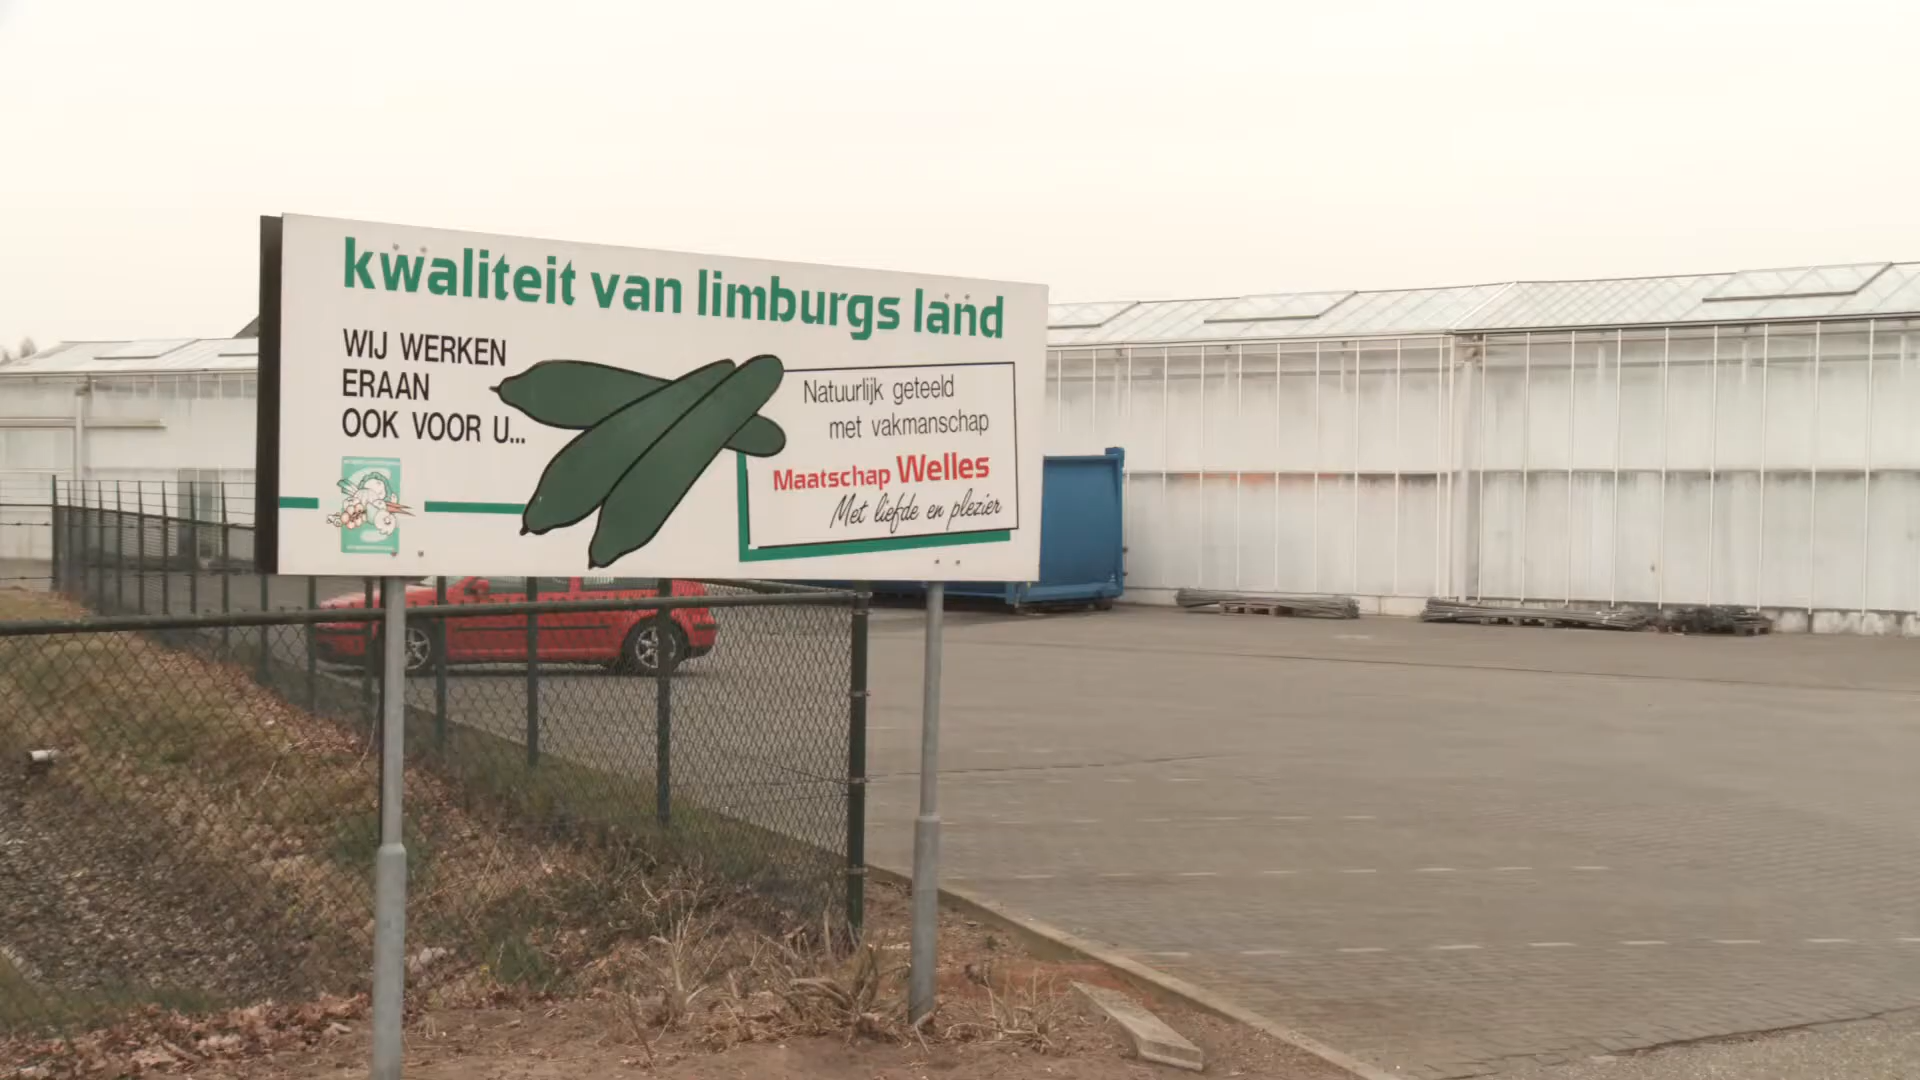 kwaliteit van limburgs land
WIJ WERKEN
ERAAN
OOK VOOR U...
Natuurlijk geteeld
met vakmanschap
Maatschap Welles
Met liefde en plezier